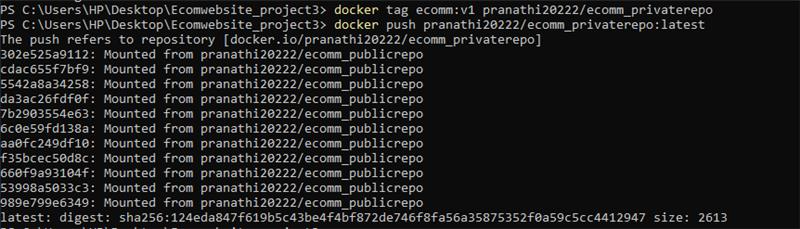 PS C:\Users\HP\Desktop\Ecomwebsite_project3> docker tag ecomm:v1 pranathi20222/ecomm_privaterepo
PS C:\Users\HP\Desktop\Ecomwebsite_project3> docker push pranathi20222/ecomm_privaterepo:latest
The push refers to repository [docker.io/pranathi20222/ecomm_privaterepo]
302e525a9112: Mounted from pranathi20222/ecomm_publicrepo
cdac655f7bf9: Mounted from pranathi20222/ecomm_publicrepo
5542a8a34258: Mounted from pranathi20222/ecomm_publicrepo
da3ac26fdf0f: Mounted from pranathi20222/ecomm_publicrepo
7b2903554e63: Mounted from pranathi20222/ecomm_publicrepo
6c0e59fd138a: Mounted from pranathi20222/ecomm_publicrepo
aa0fc249df10: Mounted from pranathi20222/ecomm_publicrepo
f35bcec50d8c: Mounted from pranathi20222/ecomm_publicrepo
660f9a93104f: Mounted from pranathi20222/ecomm_publicrepo
53998a5033c3: Mounted from pranathi20222/ecomm_publicrepo
989e799e6349: Mounted from pranathi20222/ecomm_publicrepo
latest: digest: sha256:124eda847f619b5c43be4f4bf872de746f8fa56a35875352f0a59c5cc4412947 size: 2613